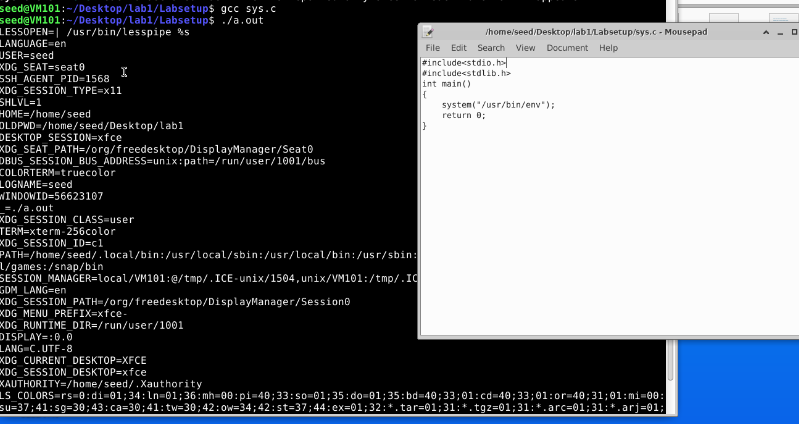 seed@VM101:~/Desktop/lab1/Labsetup$ gcc sys.c
seed@VM101:~/Desktop/lab1/Labsetup$ ./a.out
LESSOPEN=| /usr/bin/lesspipe %s
LANGUAGE=en
USER=seed
XDG_SEAT=seat0
SSH_AGENT_PID=1568
XDG_SESSION_TYPE=x11
SHLVL=1
HOME=/home/seed
OLDPWD=/home/seed/Desktop/lab1
DESKTOP_SESSION=xfce
XDG_SEAT_PATH=/org/freedesktop/DisplayManager/Seat0
DBUS_SESSION_BUS_ADDRESS=unix:path=/run/user/1001/bus
COLORTERM=truecolor
LOGNAME=seed
WINDOWID=56623107
_=./a.out
XDG_SESSION_CLASS=user
TERM=xterm-256color
XDG_SESSION_ID=c1
PATH=/home/seed/.local/bin:/usr/local/sbin:/usr/local/bin:/usr/sbin:
l/games:/snap/bin
SESSION_MANAGER=local/VM101:@/tmp/.ICE-unix/1504,unix/VM101:/tmp/.IC
GDM_LANG=en
XDG_SESSION_PATH=/org/freedesktop/DisplayManager/Session0
XDG_MENU_PREFIX=xfce-
XDG_RUNTIME_DIR=/run/user/1001
DISPLAY=:0.0
LANG=C.UTF-8
XDG_CURRENT_DESKTOP=XFCE
XDG_SESSION_DESKTOP=xfce
XAUTHORITY=/home/seed/.Xauthority
LS_COLORS=rs=0:di=01;34:ln=01;36:mh=00:pi=40;33:so=01;35:do=01;35:bd=40;33;01:cd=40;33;01:or=40;31;01:mi=00:
su=37;41:sg=30;43:ca=30;41:tw=30;42:ow=34;42:st=37;44:ex=01;32:*.tar=01;31:*.tgz=01;31:*.arc=01;31:*.arj=01;
/home/seed/Desktop/lab1/Labsetup/sys.c - Mousepad
File Edit Search View Document Help
#include<stdio.h>
#include<stdlib.h>
int main()
{
system("/usr/bin/env");
return 0;
}